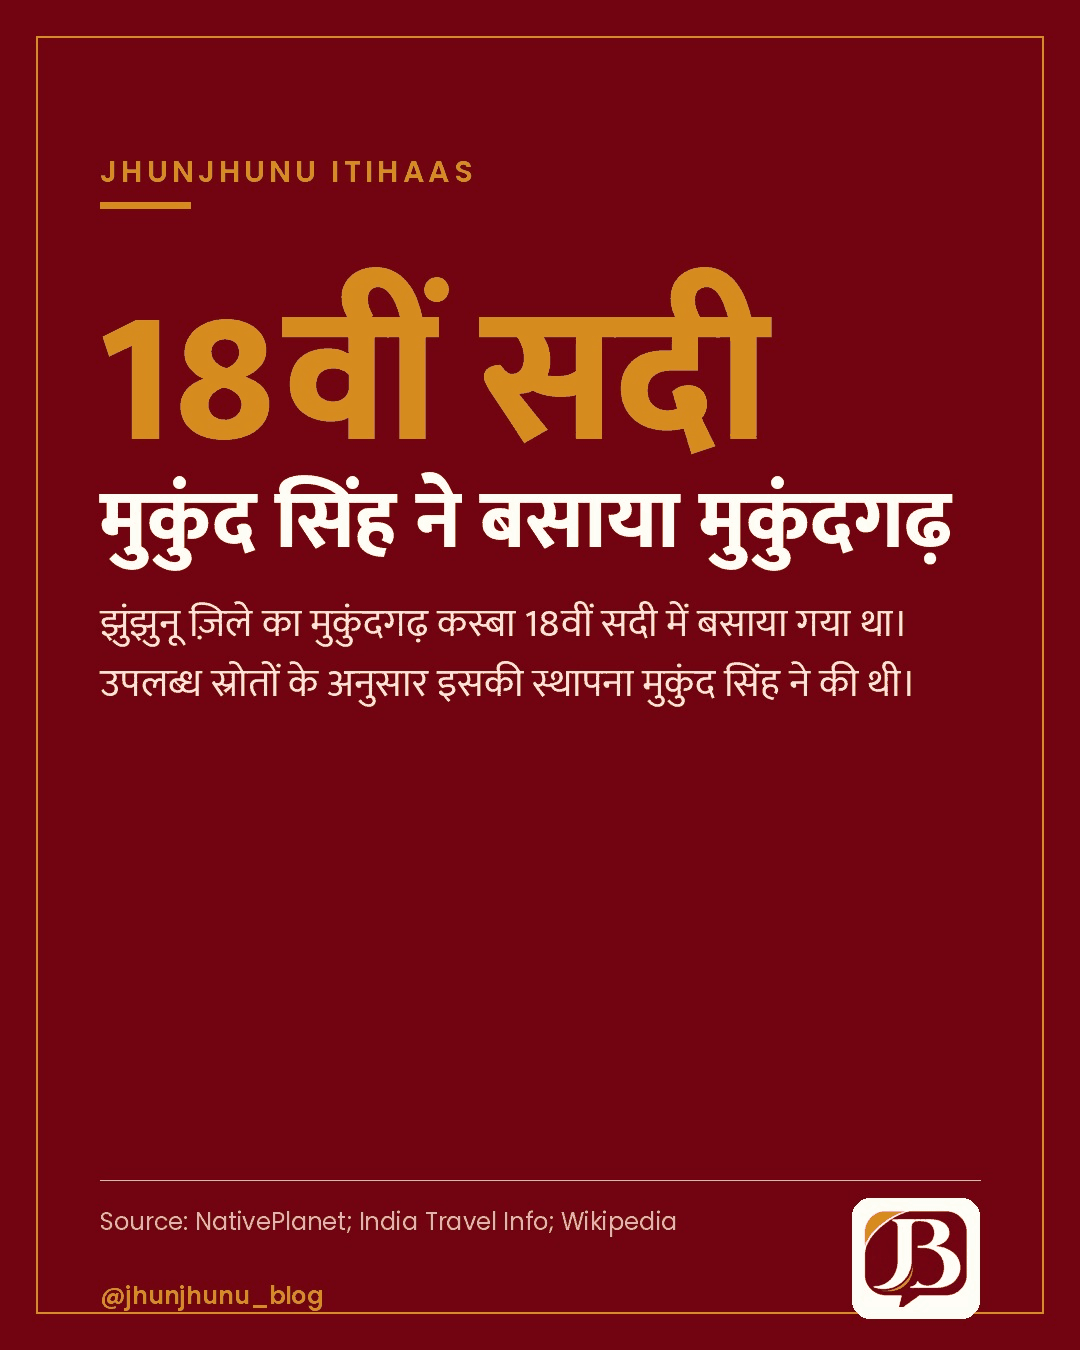 JHUNJHUNU ITIHAAS
18वीं सदी
मुकुंद सिंह ने बसाया मुकुंदगढ़
झुंझुनू ज़िले का मुकुंदगढ़ कस्बा 18वीं सदी में बसाया गया था।
उपलब्ध स्रोतों के अनुसार इसकी स्थापना मुकुंद सिंह ने की थी।
Source: NativePlanet; India Travel Info; Wikipedia
@jhunjhunu_blog
JB